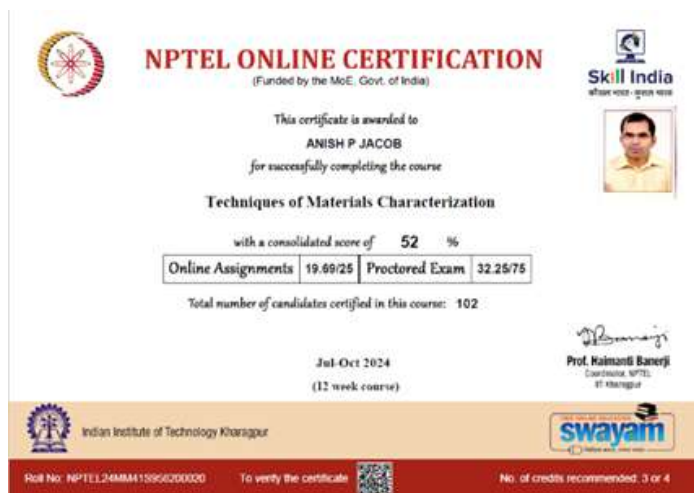 NPTEL ONLINE CERTIFICATION
(Funded by the MoE, Govt. of India)
Skill India
कौशल भारत - कुशल भारत
This certificate is awarded to
ANISH P JACOB
for successfully completing the course
Techniques of Materials Characterization
with a consolidated score of 52 %
Online Assignments 19.69/25 Proctored Exam 32.25/75
Total number of candidates certified in this course: 102
Jul-Oct 2024
(12 week course)
Prof. Haimanti Banerji
Coordinator, NPTEL
IIT Kharagpur
Indian Institute of Technology Kharagpur
swayam
Roll No: To verify the certificate No. of credits recommended: 3 or 4